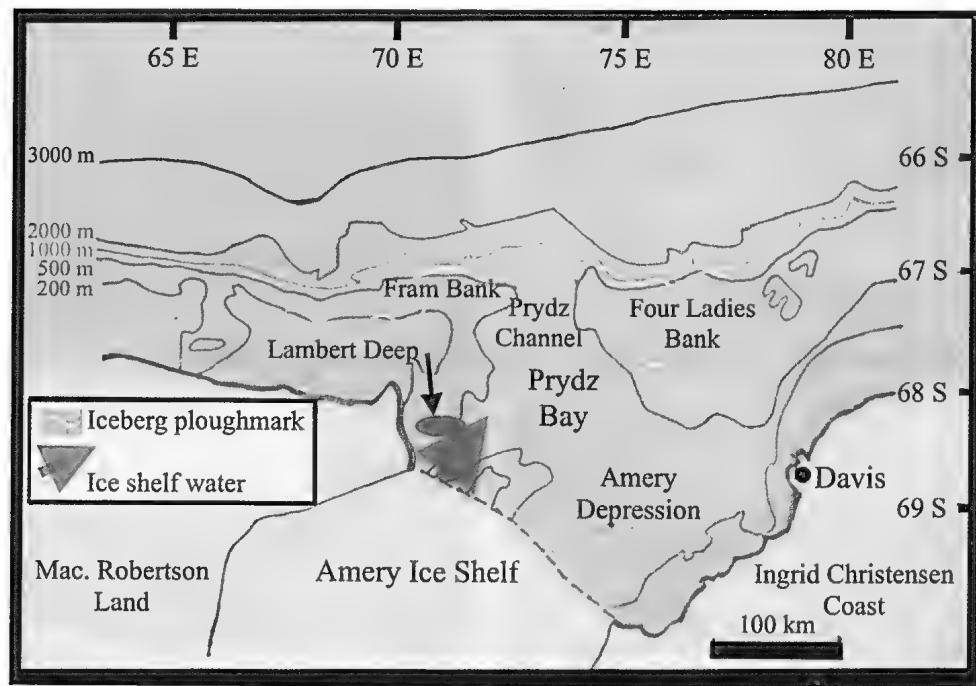 65 E
70 E
75 E
80 E
3000 m
66 S
2000 m
1000 m
500 m
200 m
67 S
Fram Bank
Prydz
Channel
Four Ladies
Bank
Lambert Deep
Prydz
Bay
68 S
Iceberg ploughmark
Ice shelf water
Amery
Depression
Davis
69 S
Mac. Robertson
Land
Amery Ice Shelf
Ingrid Christensen
Coast
100 km